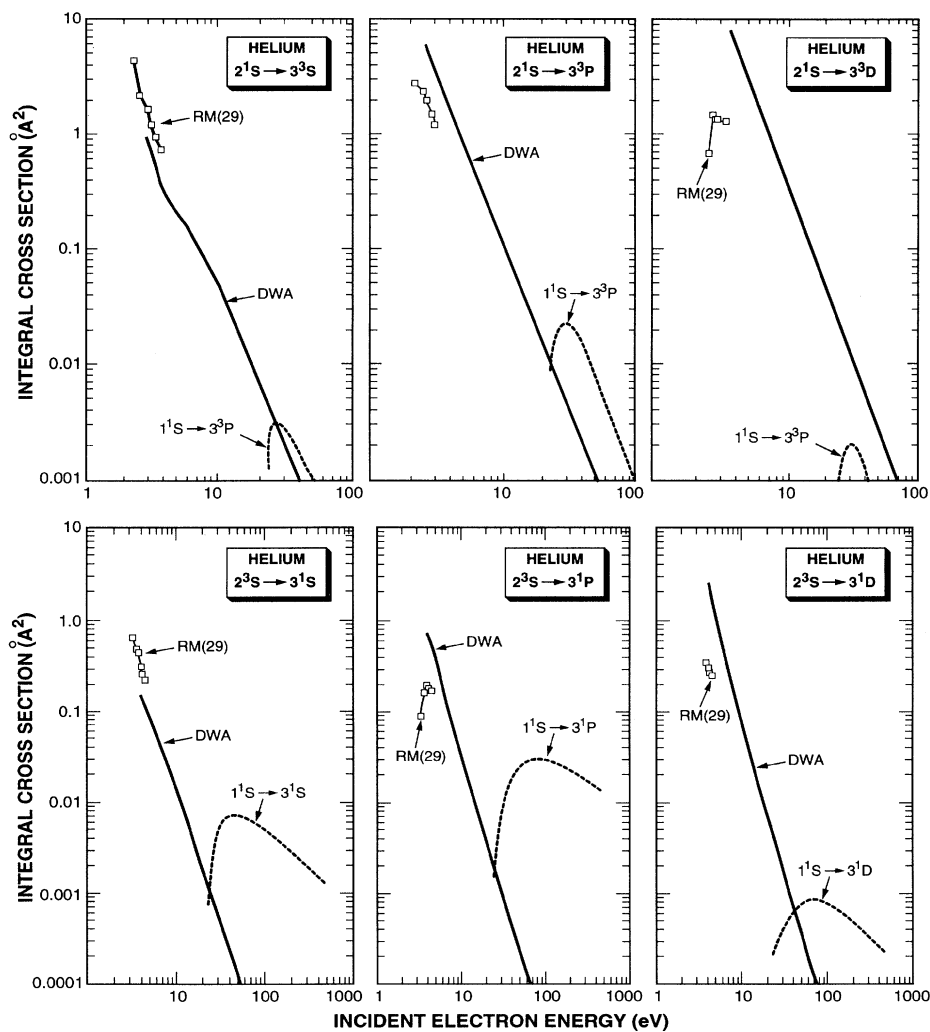 INTEGRAL CROSS SECTION (Å²)
10
1
0.1
0.01
0.001
HELIUM
2¹S → 3³S
RM(29)
DWA
1¹S → 3³P
1
10
100
HELIUM
2¹S → 3³P
DWA
1¹S → 3³P
10
100
HELIUM
2¹S → 3³D
RM(29)
1¹S → 3³P
10
100
INTEGRAL CROSS SECTION (Å²)
10
1.0
0.1
0.01
0.001
0.0001
HELIUM
2³S → 3¹S
RM(29)
DWA
1¹S → 3¹S
10
100
1000
HELIUM
2³S → 3¹P
DWA
RM(29)
1¹S → 3¹P
1
10
100
1000
HELIUM
2³S → 3¹D
RM(29)
DWA
1¹S → 3¹D
1
10
100
1000
INCIDENT ELECTRON ENERGY (eV)